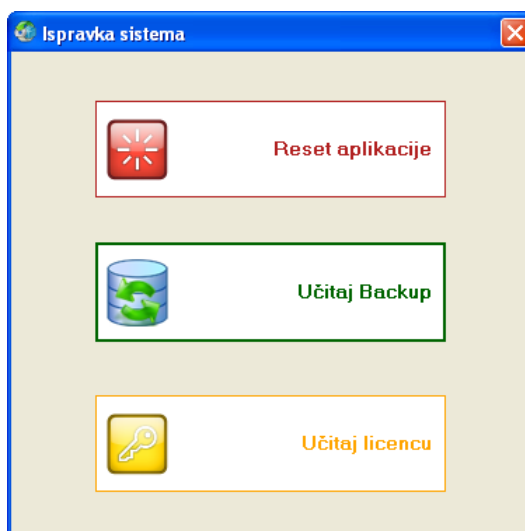 Ispravka sistema
Reset aplikacije
Učitaj Backup
Učitaj licencu